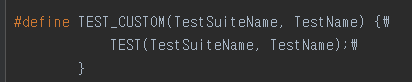 #define TEST_CUSTOM(TestSuiteName, TestName) {₩
TEST(TestSuiteName, TestName);₩
}